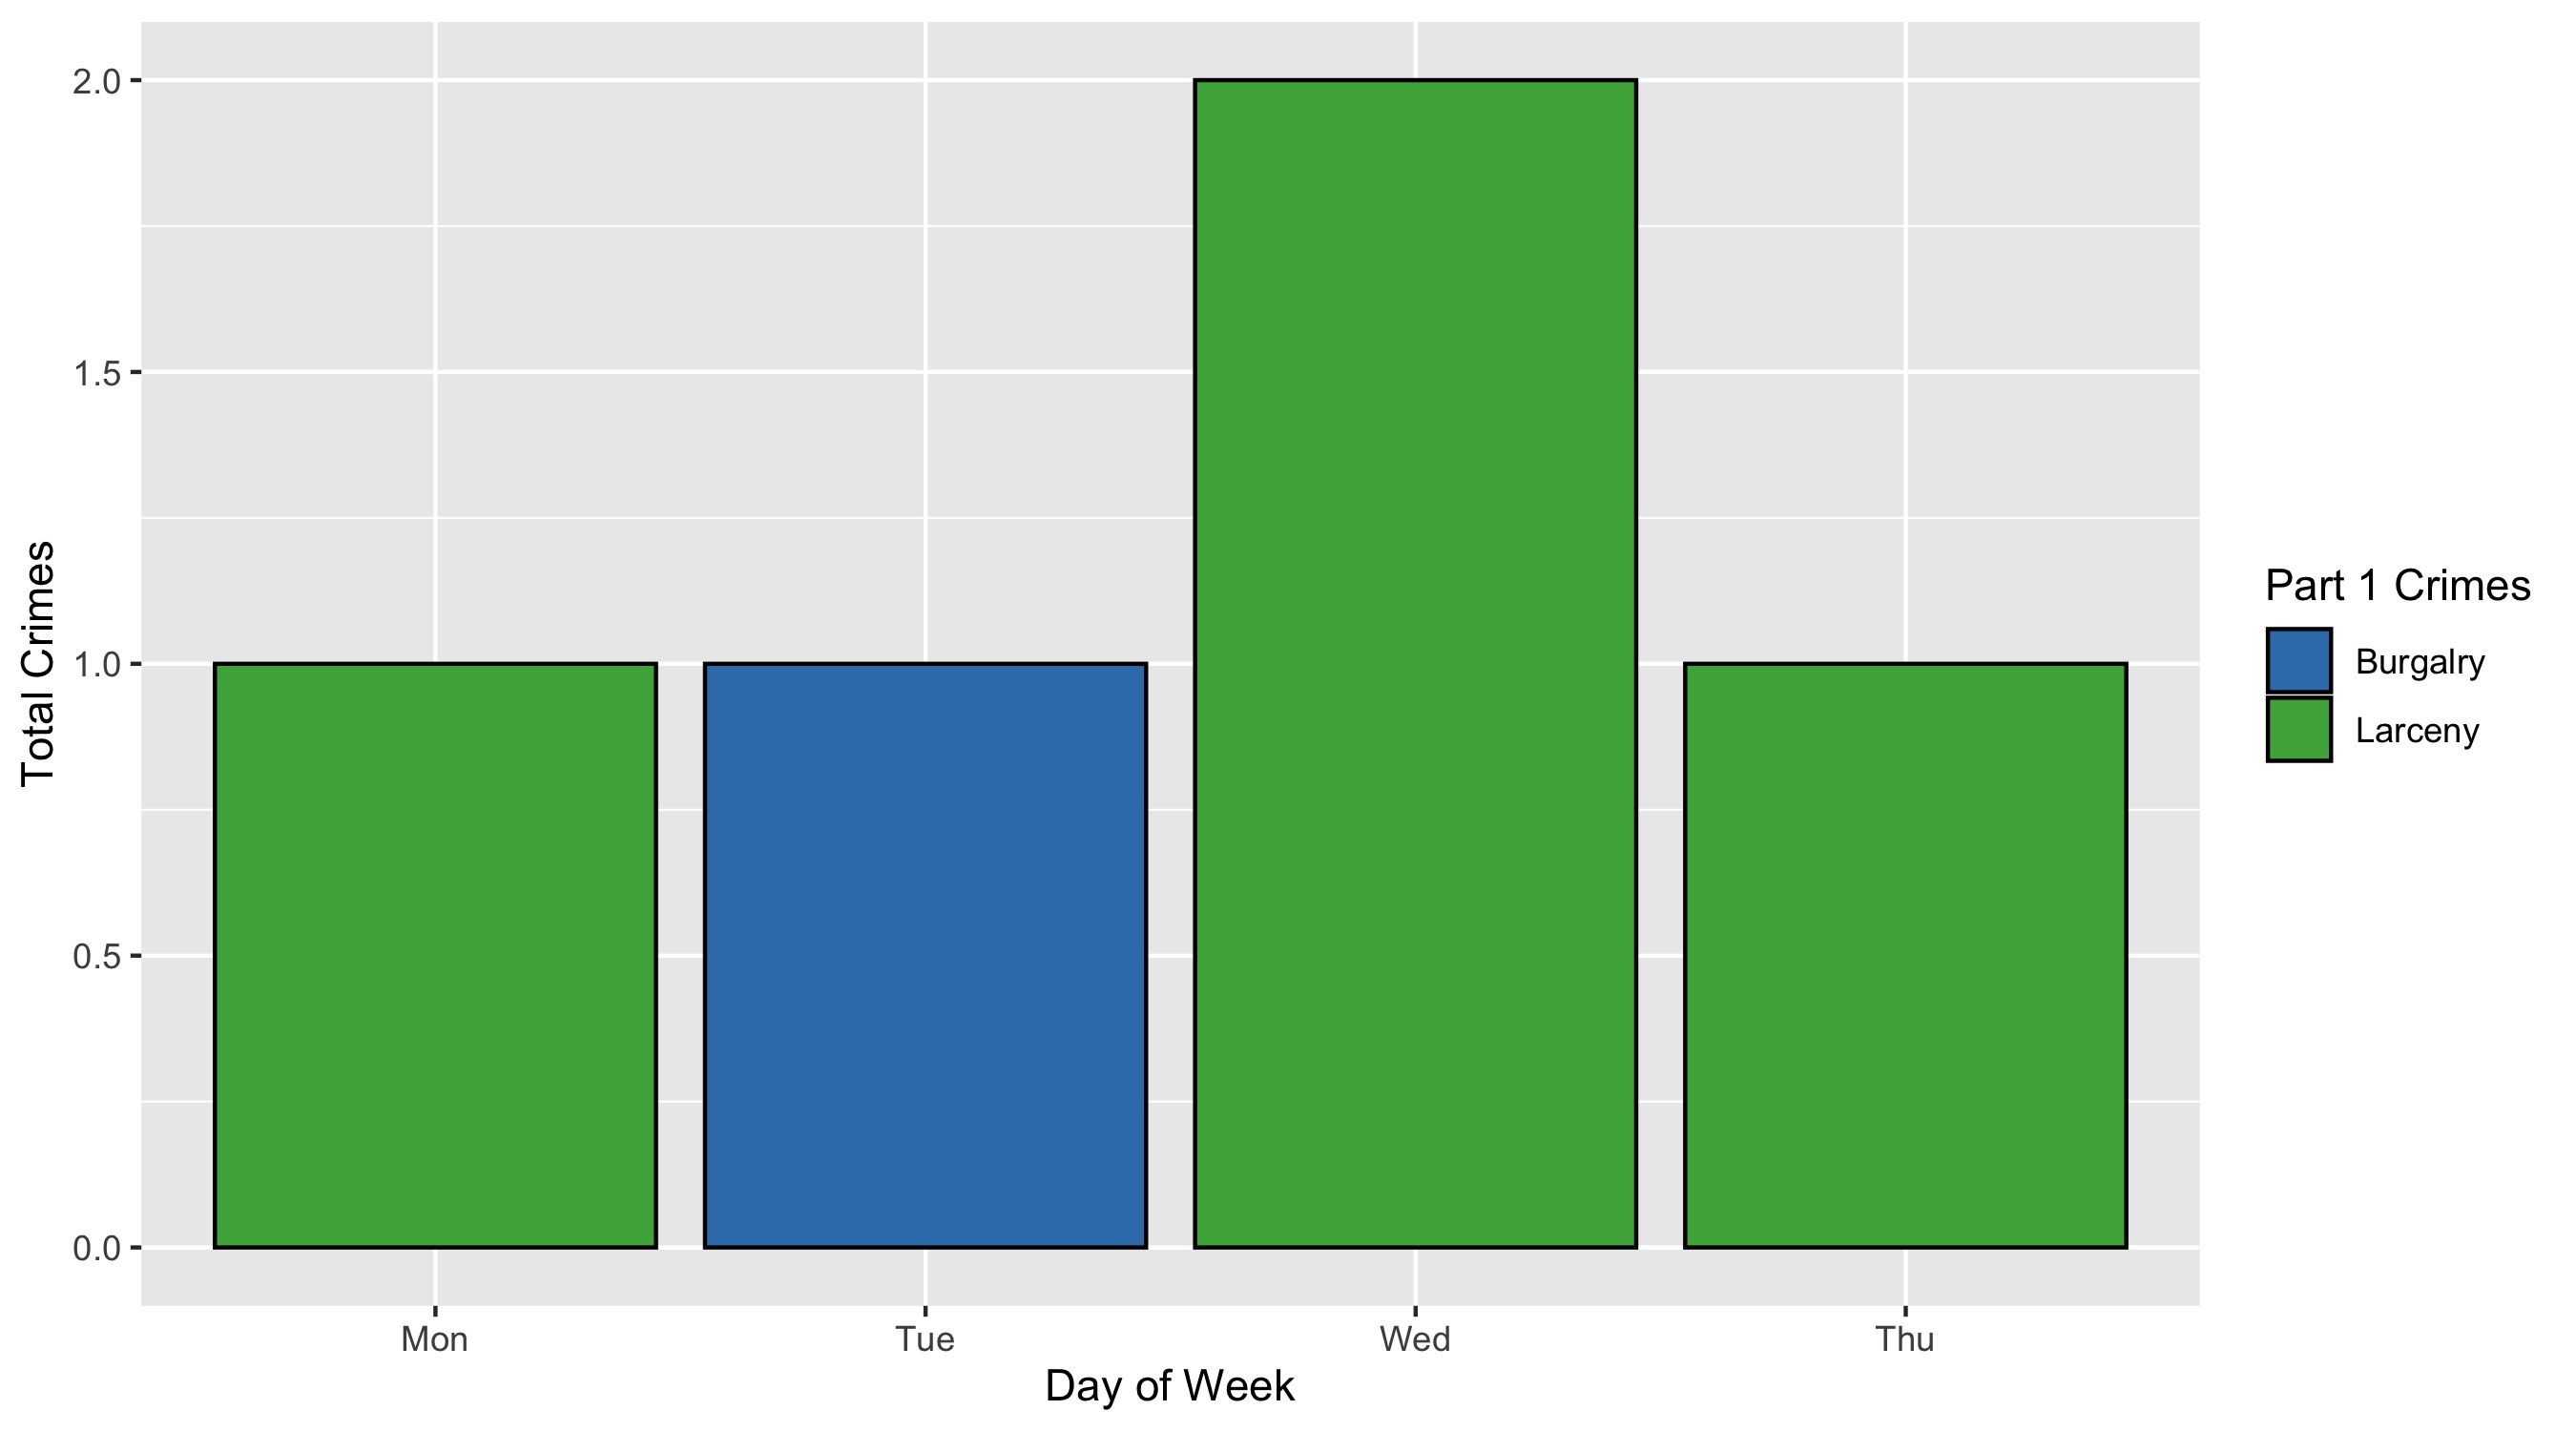 2.0
1.5
1.0
0.5
0.0
Total Crimes
Mon Tue Wed Thu
Day of Week
Part 1 Crimes
Burgalry
Larceny